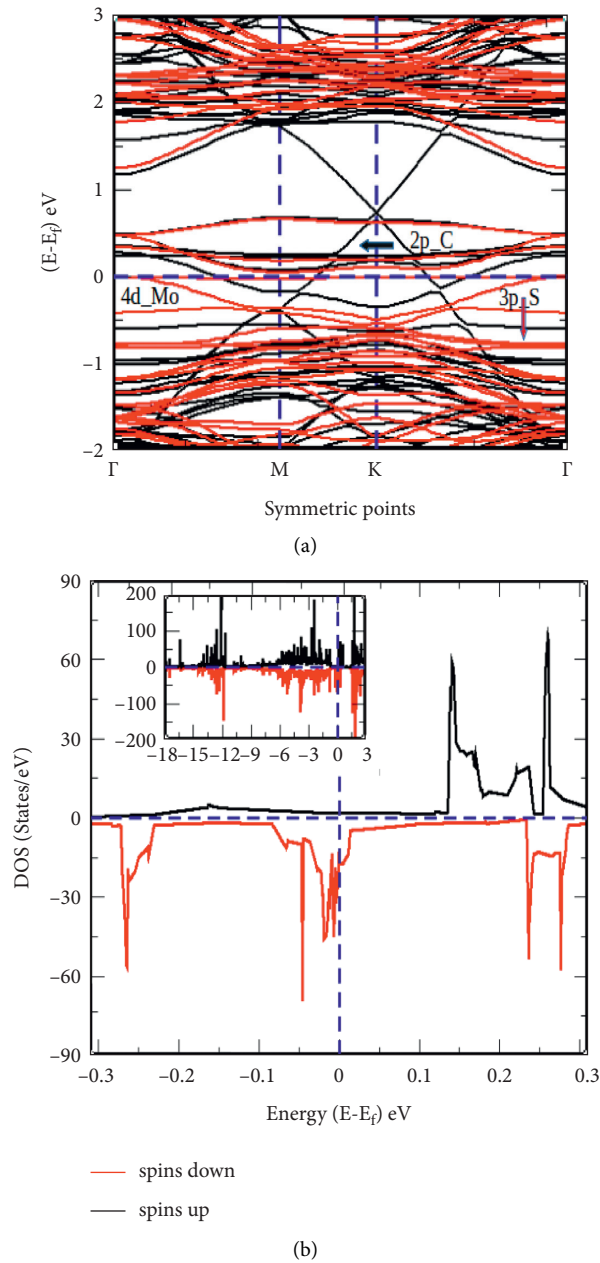 3
2
1
0
−1
−2
(E-E_f) eV
2p_C
4d_Mo
3p_S
Γ M K Γ
Symmetric points
(a)
90
60
30
0
−30
−60
−90
DOS (States/eV)
200
100
0
−100
−200
−18 −15 −12 −9 −6 −3 0 3
−0.3 −0.2 −0.1 0 0.1 0.2 0.3
Energy (E-E_f) eV
spins down
spins up
(b)